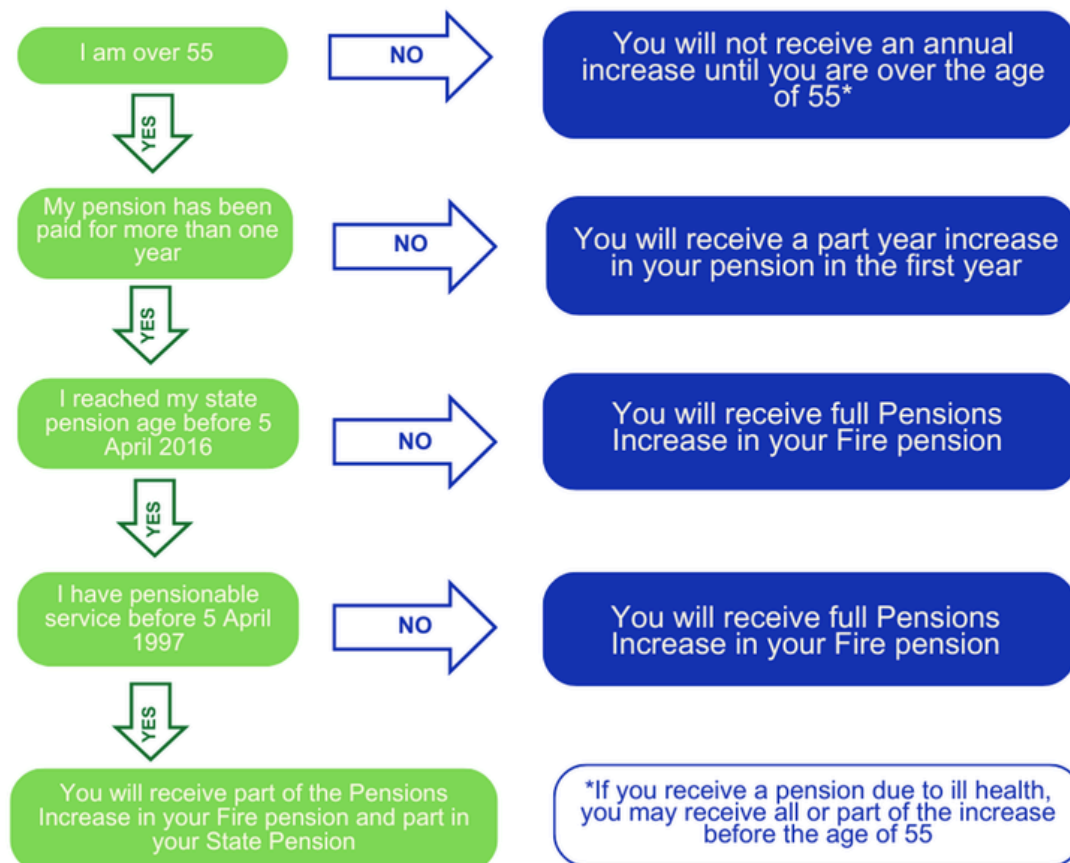 I am over 55
NO
You will not receive an annual
increase until you are over the age
of 55*
YES
My pension has been
paid for more than one
year
NO
You will receive a part year increase
in your pension in the first year
YES
I reached my state
pension age before 5
April 2016
NO
You will receive full Pensions
Increase in your Fire pension
YES
I have pensionable
service before 5 April
1997
NO
You will receive full Pensions
Increase in your Fire pension
YES
You will receive part of the Pensions
Increase in your Fire pension and part in
your State Pension
*If you receive a pension due to ill health,
you may receive all or part of the increase
before the age of 55